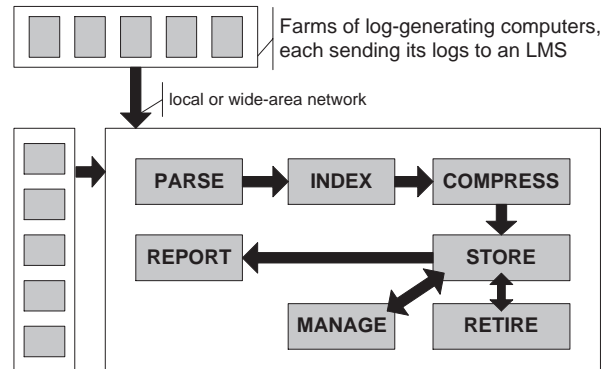 Farms of log-generating computers,
each sending its logs to an LMS
local or wide-area network
PARSE
INDEX
COMPRESS
REPORT
STORE
MANAGE
RETIRE